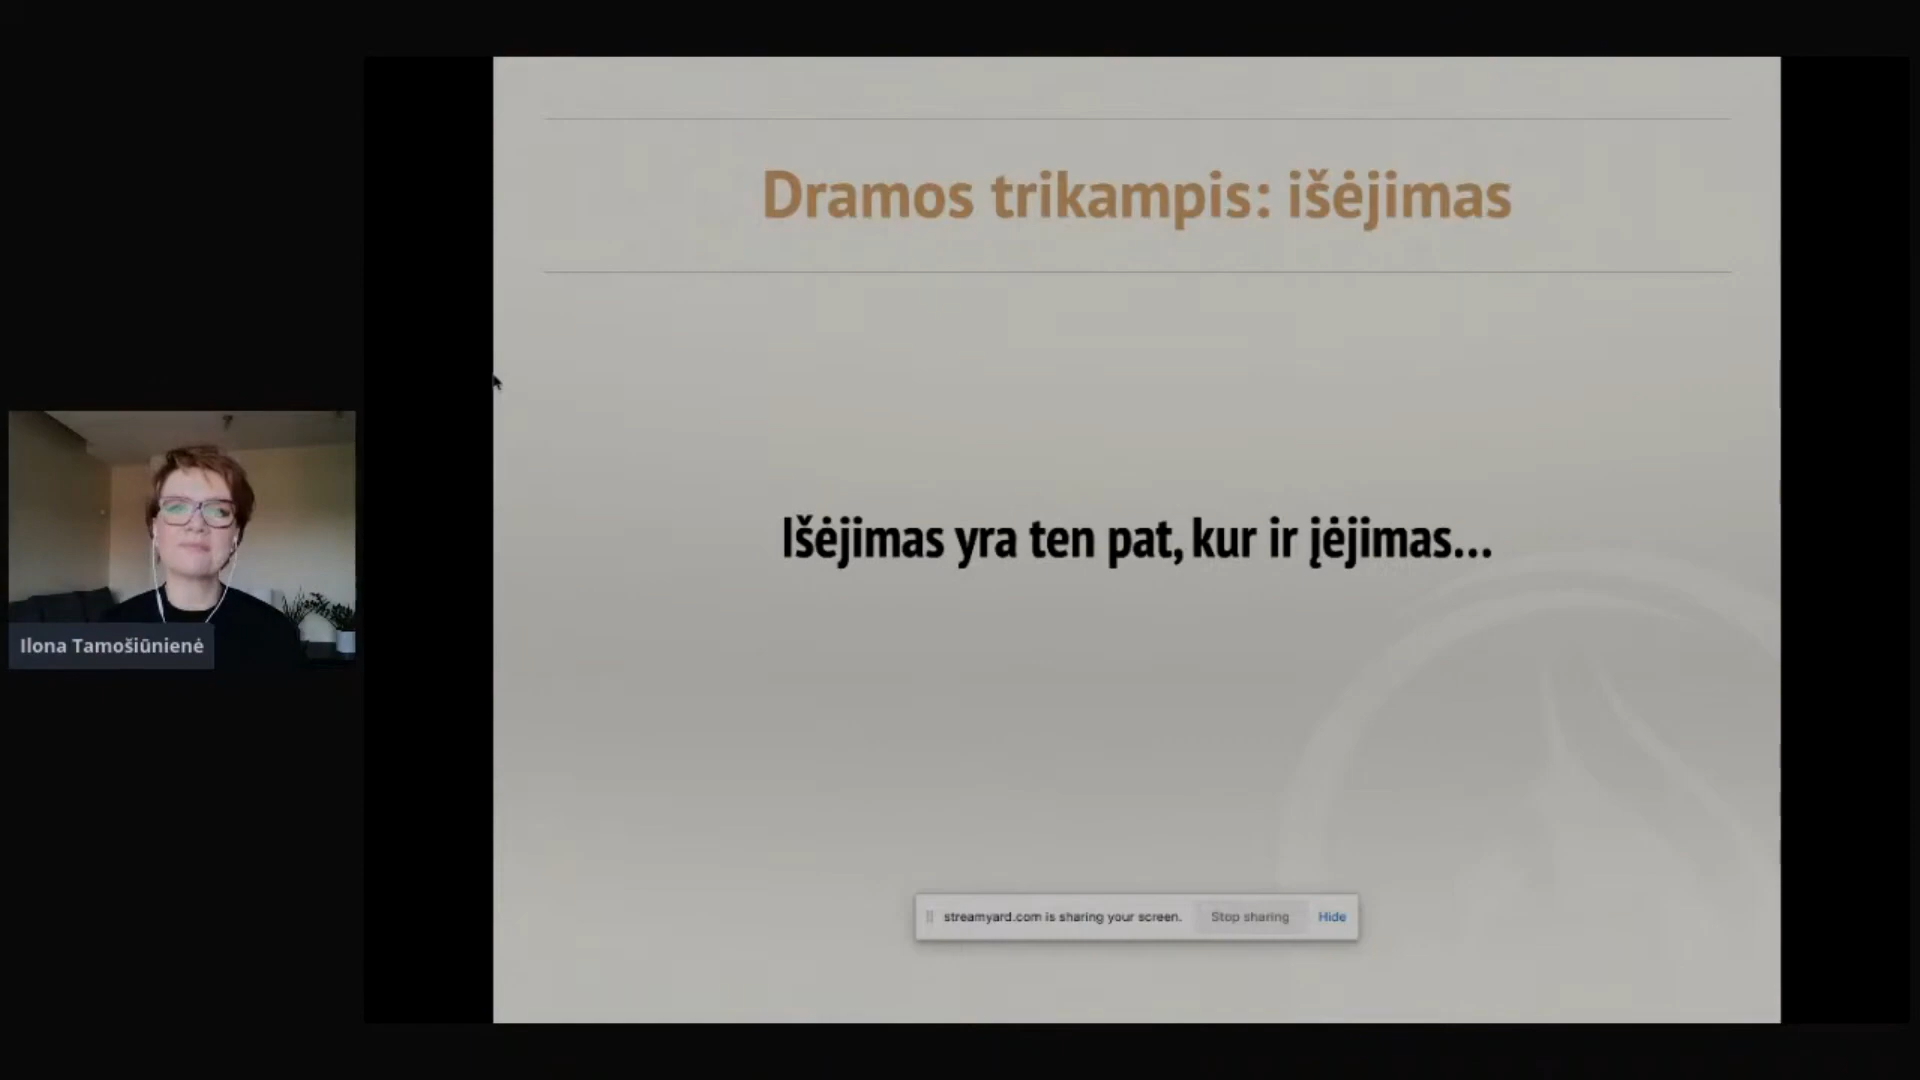 Dramos trikampis: išėjimas
Išėjimas yra ten pat, kur ir įėjimas...
Ilona Tamošiūnienė
streamyard.com is sharing your screen. Stop sharing Hide